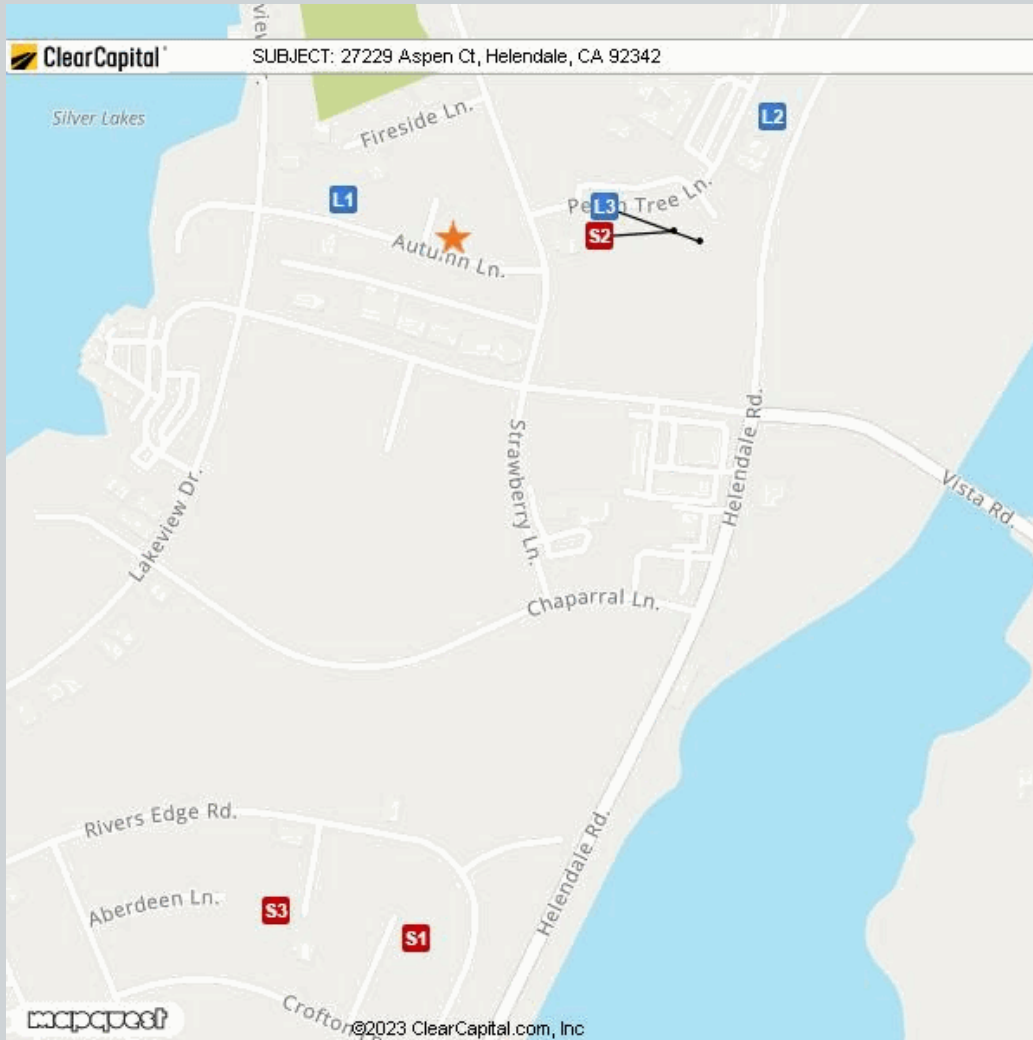 view
ClearCapital
SUBJECT: 27229 Aspen Ct, Helendale, CA 92342
Silver Lakes
Fireside Ln.
L2
L1
L3
Tree Ln.
S2
Autumn Ln.
Helendale Rd.
Strawberry Ln.
Vista Rd.
Lakeview Dr.
Chaparral Ln.
Rivers Edge Rd.
Helendale Rd.
Aberdeen Ln.
S3
S1
Crofton
mapquest
©2023 ClearCapital.com, Inc